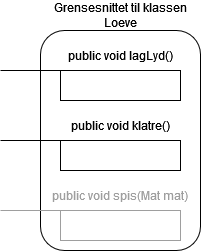 Grensesnittet til klassen
Loeve
public void lagLyd()
public void klatre()
public void spis(Mat mat)